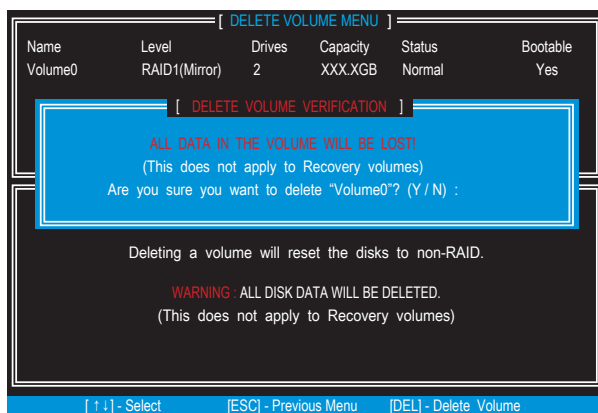 [ DELETE VOLUME MENU ]
Name Level Drives Capacity Status Bootable
Volume0 RAID1(Mirror) 2 XXX.XGB Normal Yes
[ DELETE VOLUME VERIFICATION ]
ALL DATA IN THE VOLUME WILL BE LOST!
(This does not apply to Recovery volumes)
Are you sure you want to delete “Volume0”? (Y / N) :
Deleting a volume will reset the disks to non-RAID.
WARNING : ALL DISK DATA WILL BE DELETED.
(This does not apply to Recovery volumes)
[ ↑↓] - Select [ESC] - Previous Menu [DEL] - Delete Volume